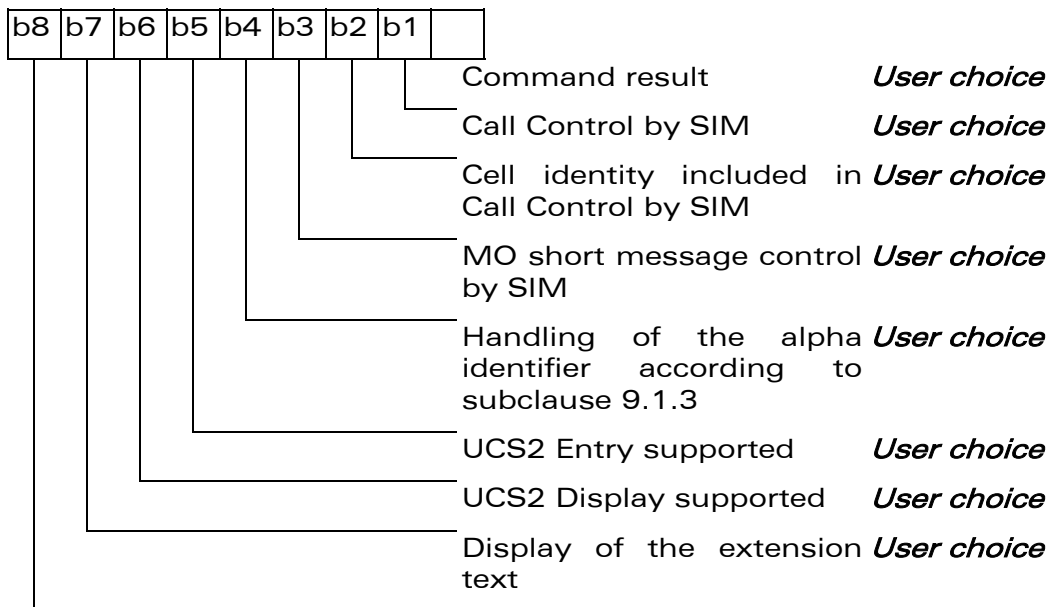 b8 b7 b6 b5 b4 b3 b2 b1
Command result User choice
Call Control by SIM User choice
Cell identity included in User choice
Call Control by SIM
MO short message control User choice
by SIM
Handling of the alpha User choice
identifier according to
subclause 9.1.3
UCS2 Entry supported User choice
UCS2 Display supported User choice
Display of the extension User choice
text